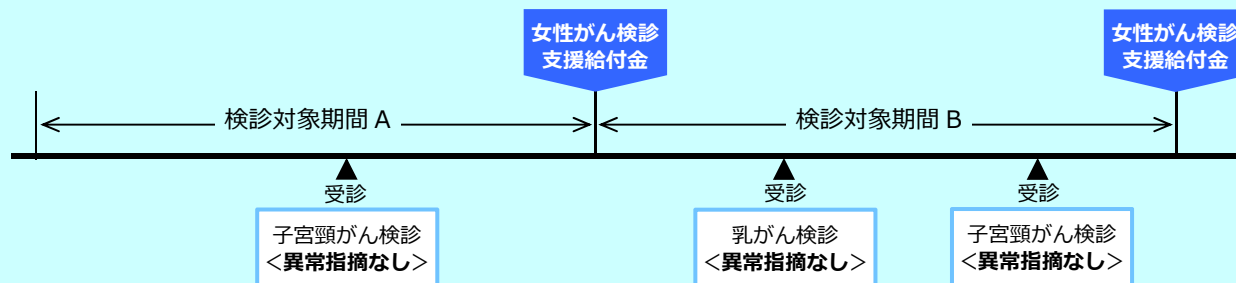 女性がん検診
支援給付金
女性がん検診
支援給付金
検診対象期間 A
検診対象期間 B
受診
受診
受診
子宮頸がん検診
<異常指摘なし>
乳がん検診
<異常指摘なし>
子宮頸がん検診
<異常指摘なし>